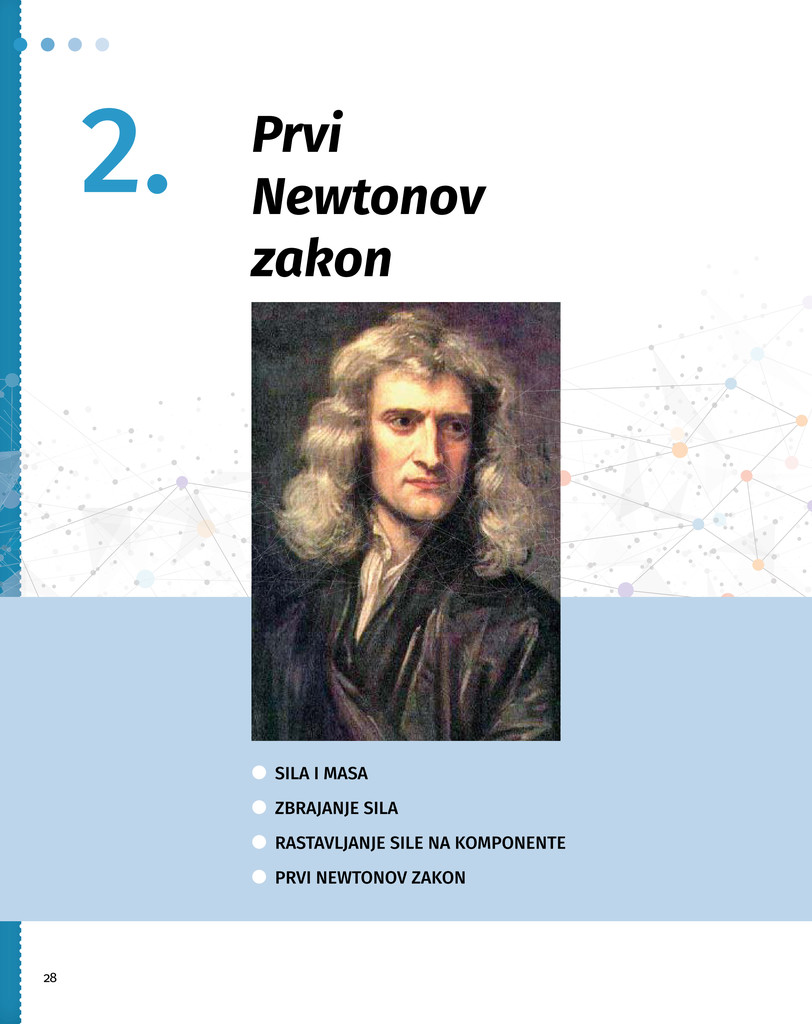 2.
Prvi
Newtonov
zakon
SILA I MASA
ZBRAJANJE SILA
RASTAVLJANJE SILE NA KOMPONENTE
PRVI NEWTONOV ZAKON
28